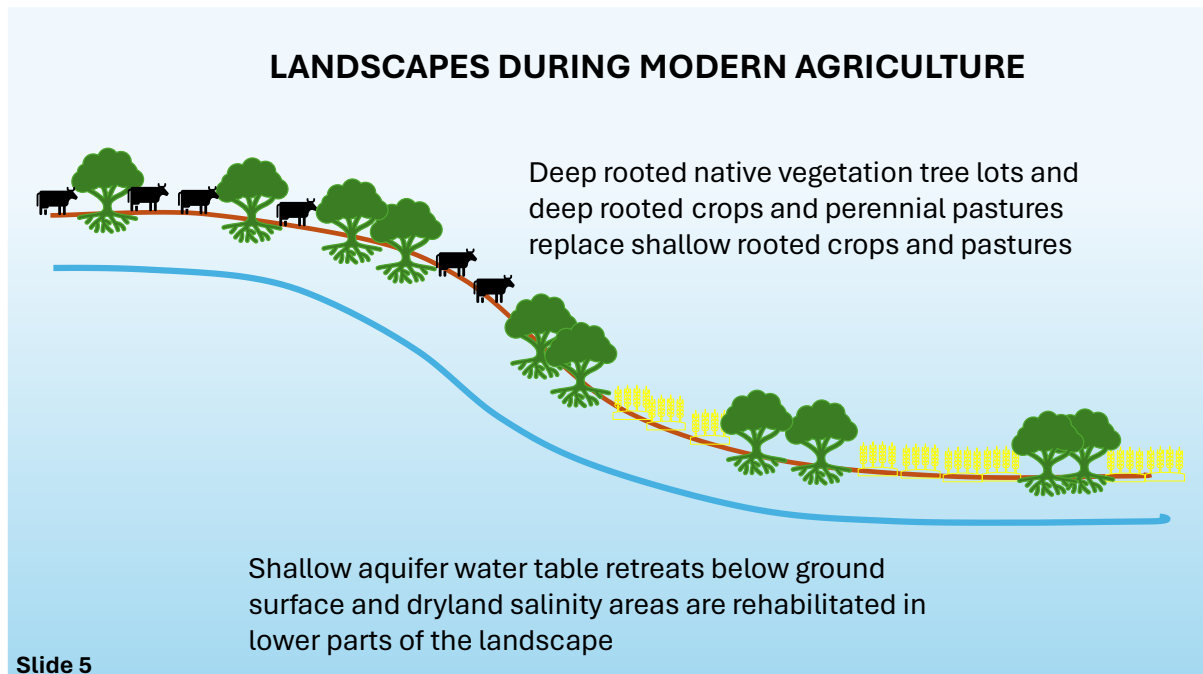 LANDSCAPES DURING MODERN AGRICULTURE
Deep rooted native vegetation tree lots and
deep rooted crops and perennial pastures
replace shallow rooted crops and pastures
Shallow aquifer water table retreats below ground
surface and dryland salinity areas are rehabilitated in
lower parts of the landscape
Slide 5